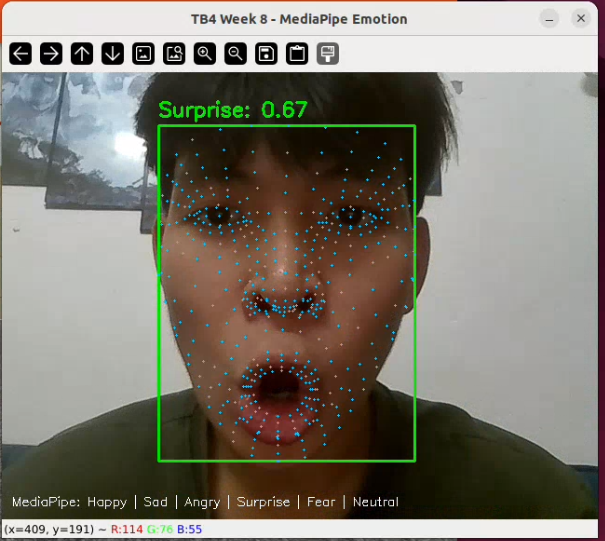 TB4 Week 8 - MediaPipe Emotion
Surprise: 0.67
MediaPipe: Happy | Sad | Angry | Surprise | Fear | Neutral
(x=409, y=191) ~ R:114 G:76 B:55